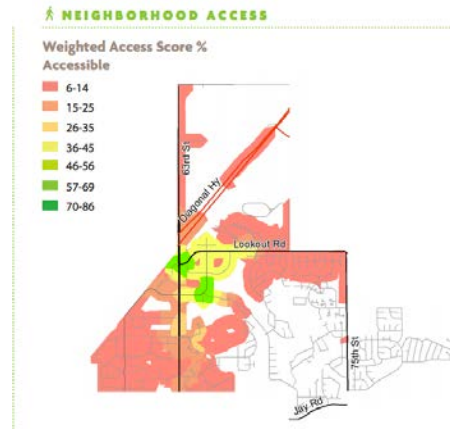 NEIGHBORHOOD ACCESS
Weighted Access Score %
Accessible
6-14
15-25
26-35
36-45
46-56
57-69
70-86
63rd St
Diagonal Hy
Lookout Rd
75th St
Jay Rd